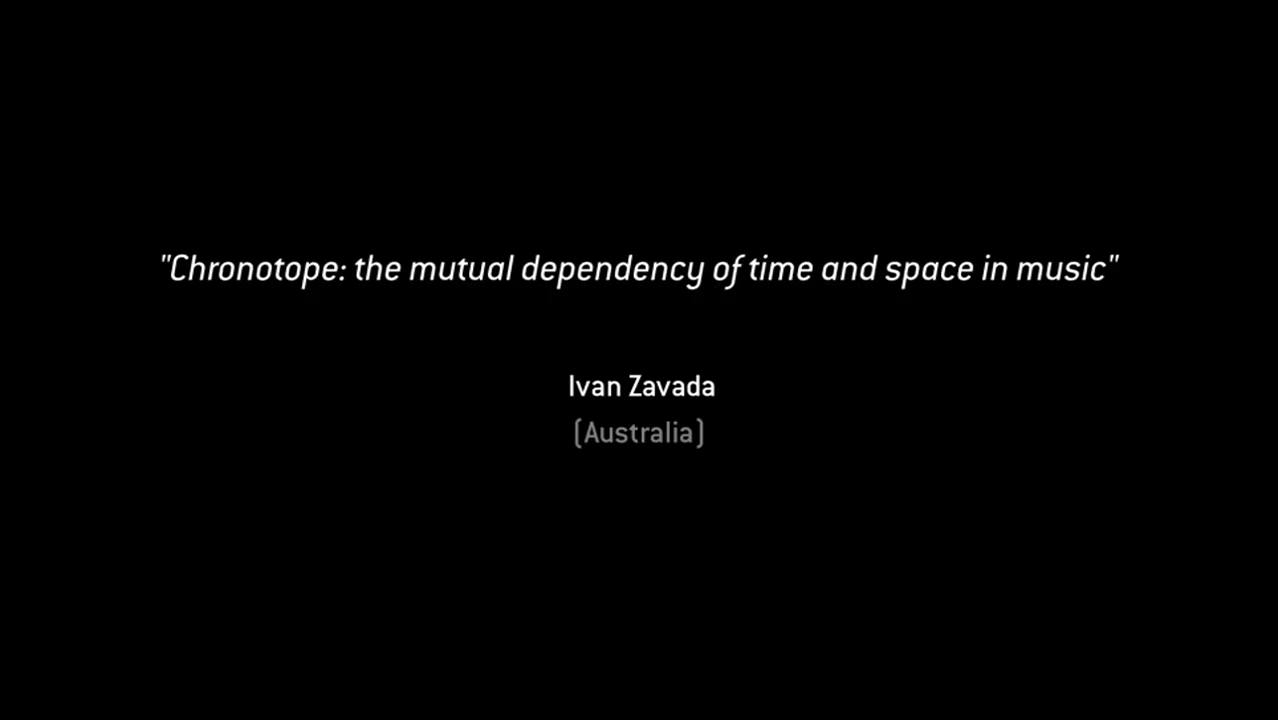 "Chronotope: the mutual dependency of time and space in music"
Ivan Zavada
(Australia)